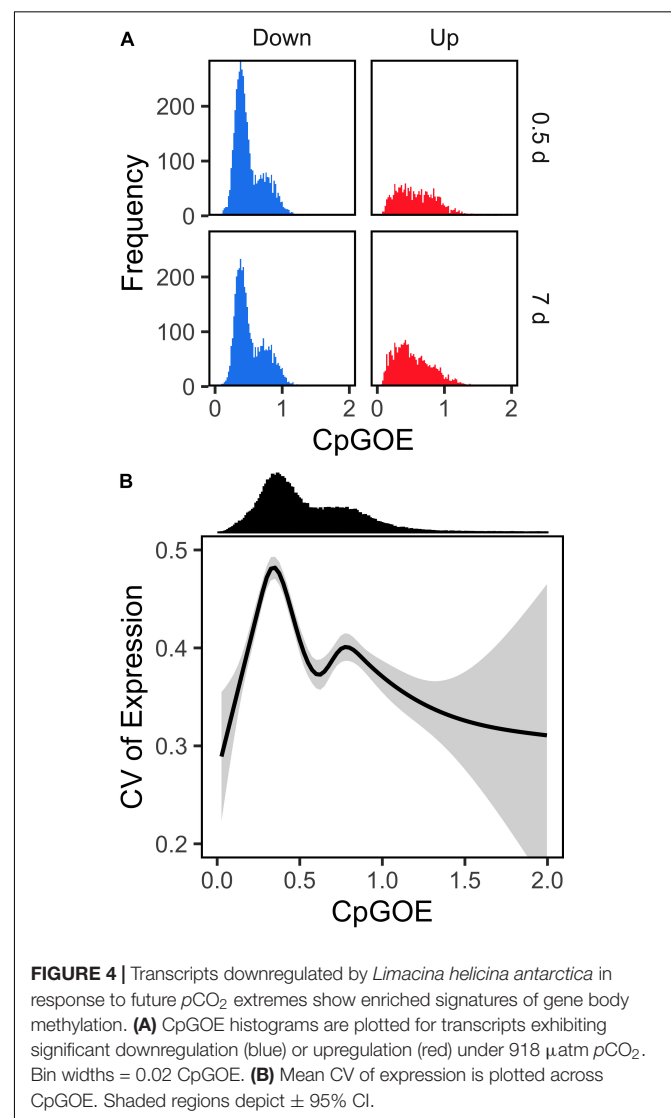 A
Down Up
200
100
0
0.5 d
Frequency
200
100
0
7 d
0 1 2 0 1 2
CpGOE
B
0.5
0.4
0.3
0.2
CV of Expression
0.0 0.5 1.0 1.5 2.0
CpGOE
FIGURE 4 | Transcripts downregulated by Limacina helicina antarctica in
response to future pCO₂ extremes show enriched signatures of gene body
methylation. (A) CpGOE histograms are plotted for transcripts exhibiting
significant downregulation (blue) or upregulation (red) under 918 μatm pCO₂.
Bin widths = 0.02 CpGOE. (B) Mean CV of expression is plotted across
CpGOE. Shaded regions depict ± 95% CI.